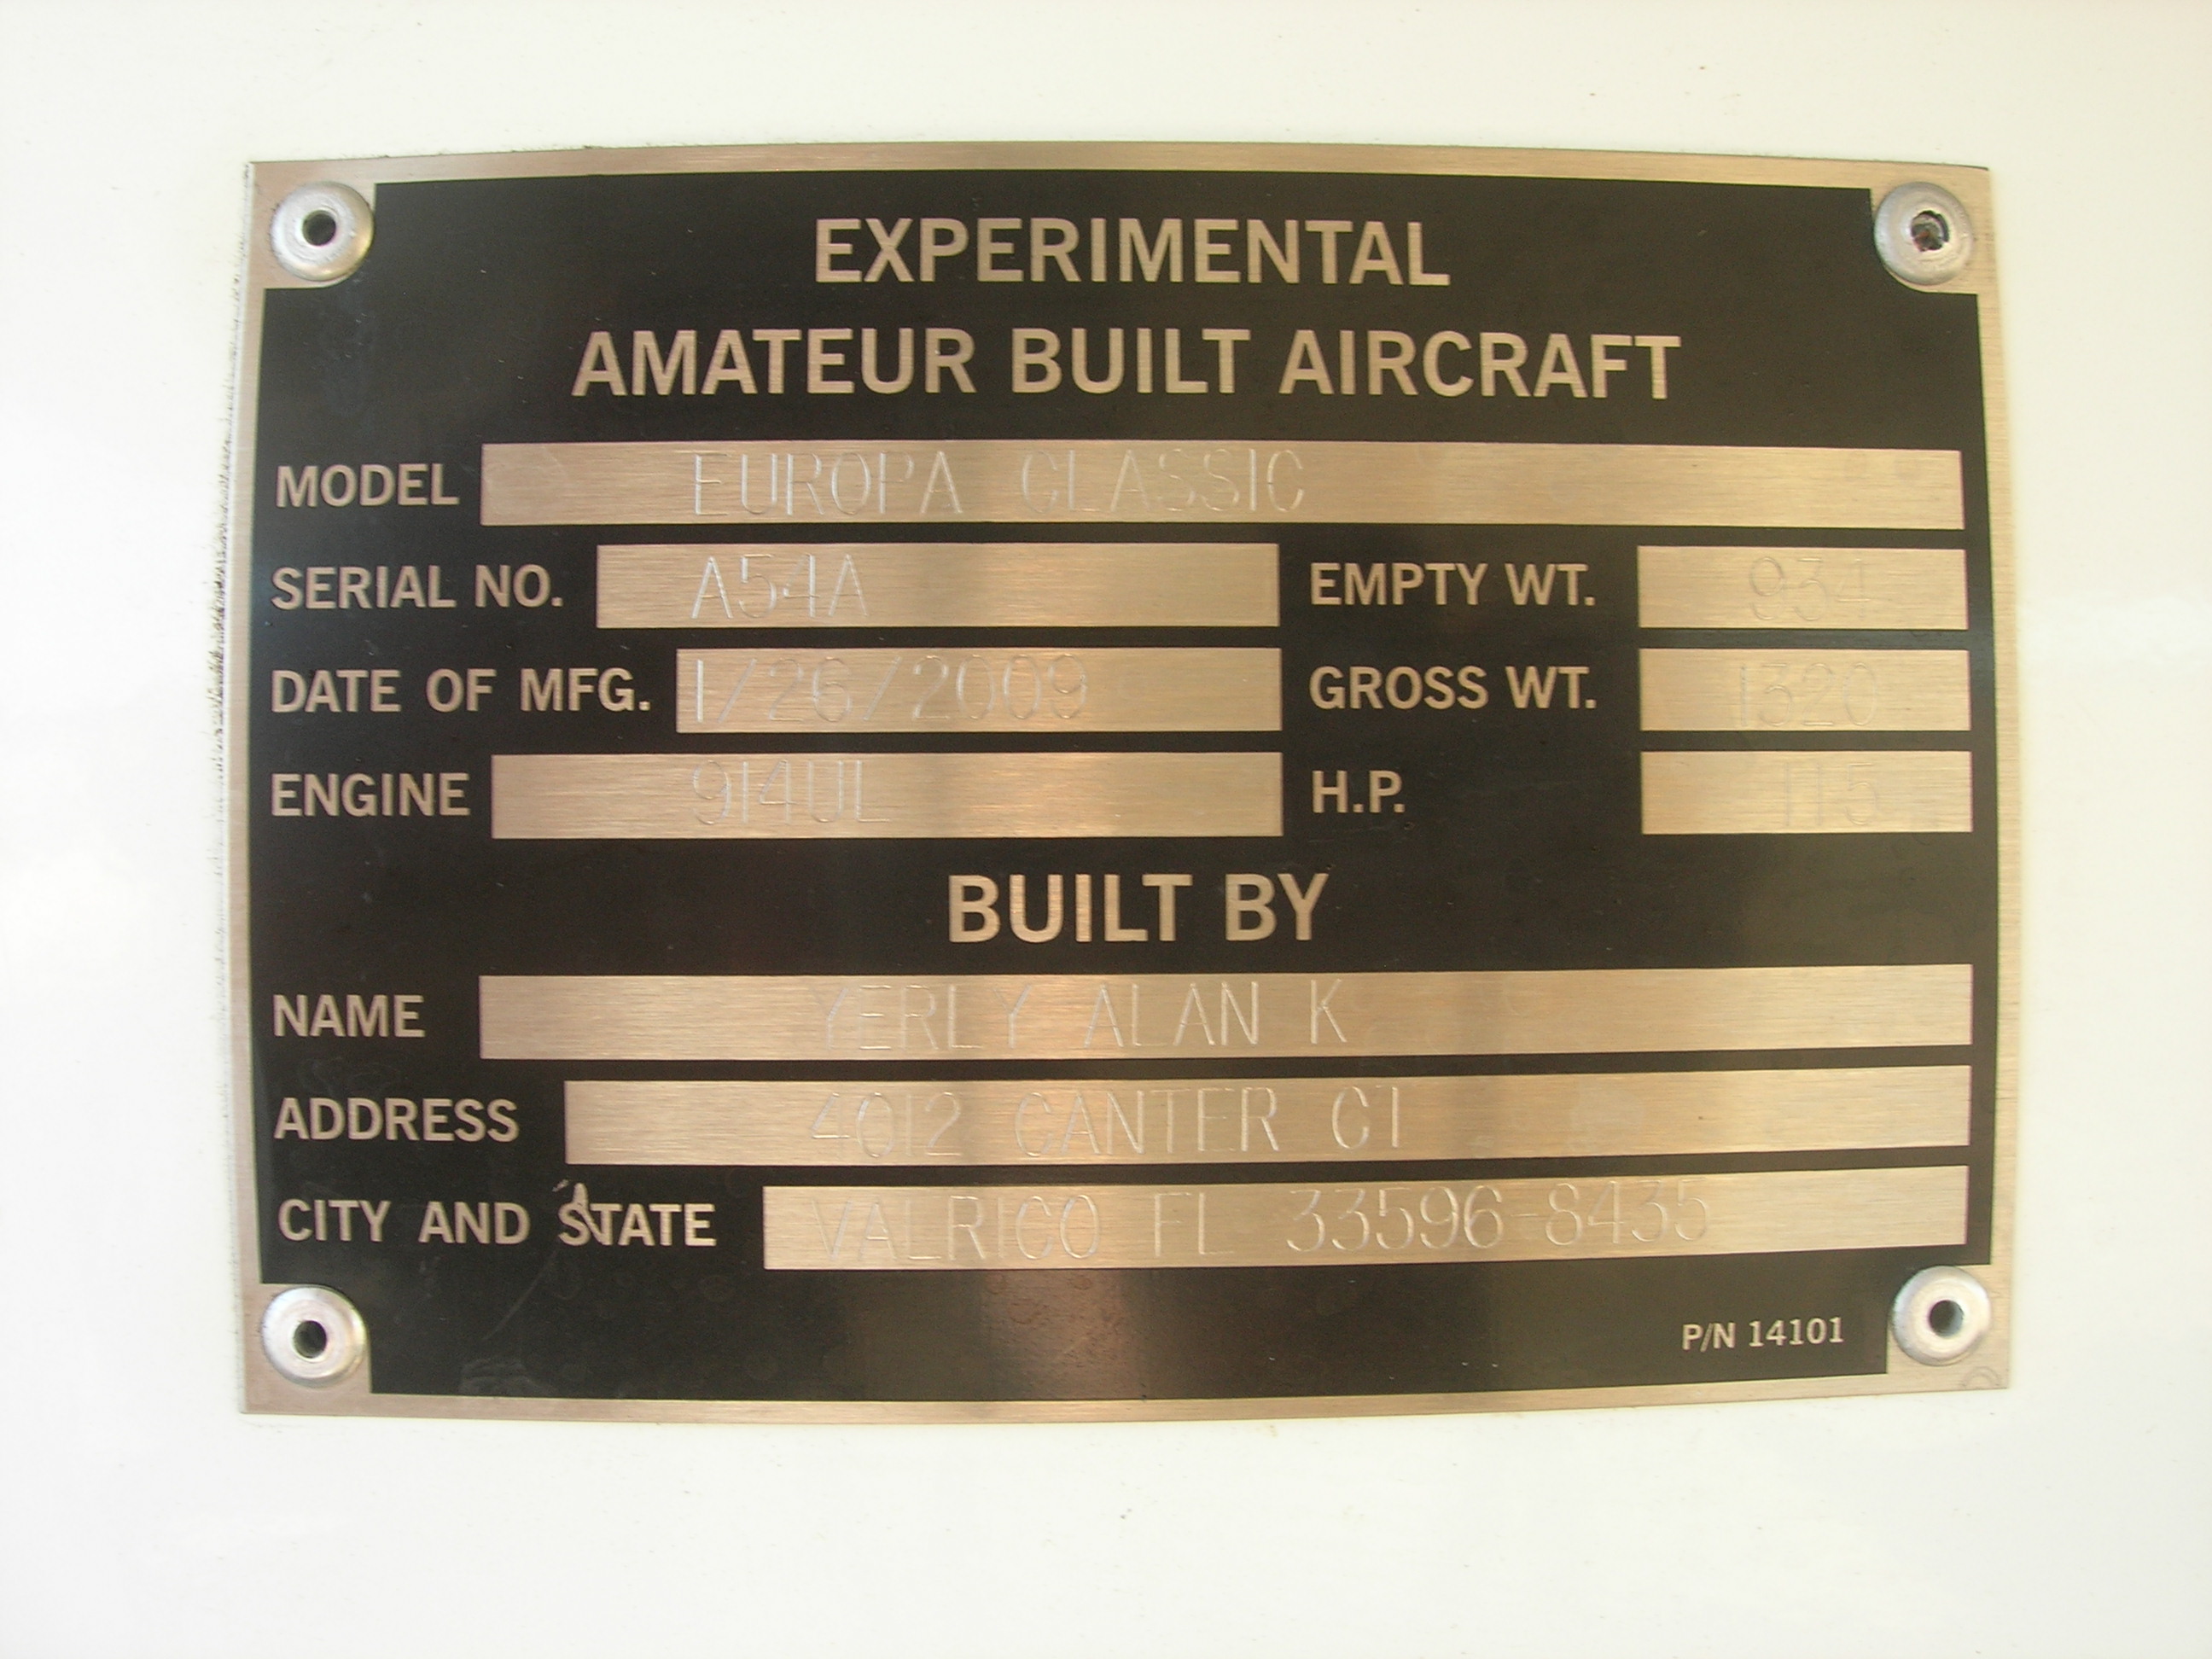 EXPERIMENTAL
AMATEUR BUILT AIRCRAFT
MODEL EUROPA CLASSIC
SERIAL NO. A54A EMPTY WT. 934
DATE OF MFG. 1/26/2009 GROSS WT. 1320
ENGINE 914UL H.P. 115
BUILT BY
NAME YERLY ALAN K
ADDRESS 4012 CANTER CT
CITY AND STATE VALRICO FL 33596-8435
P/N 14101